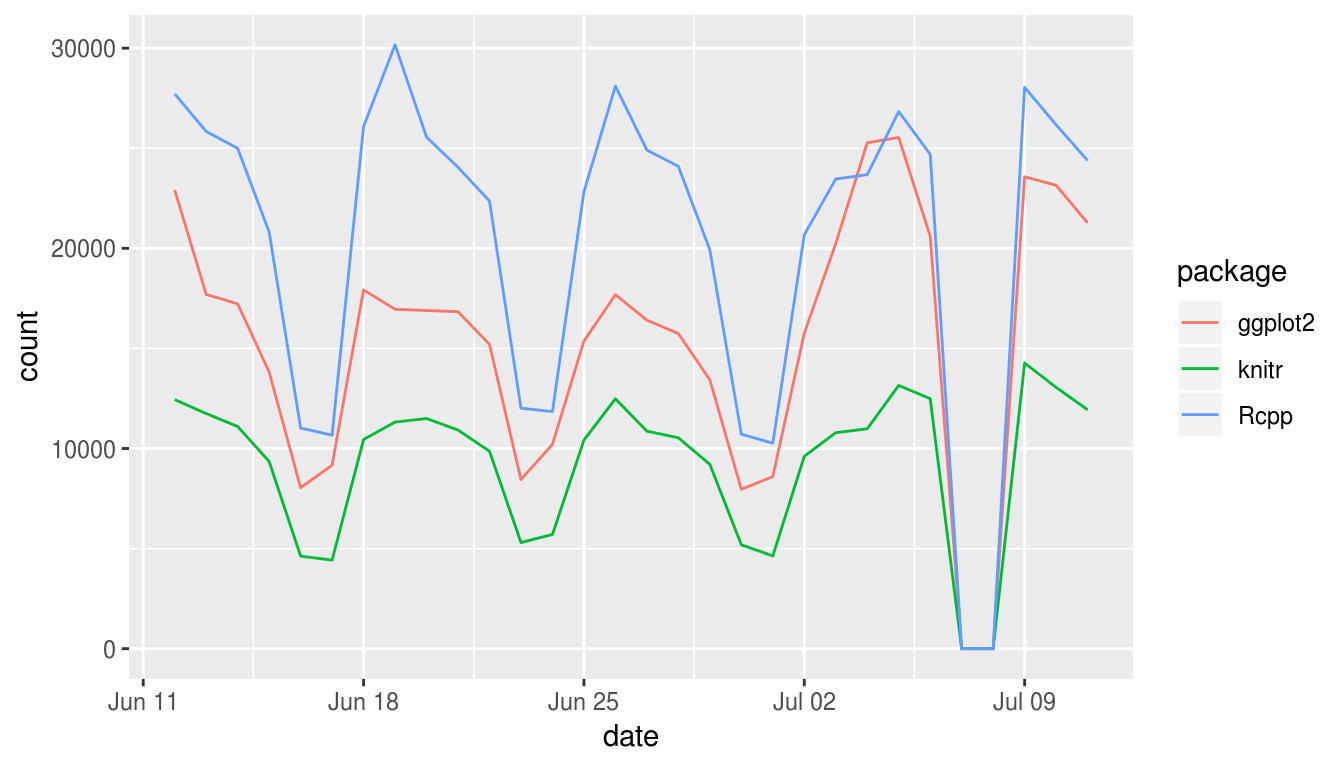 30000
20000
10000
0
count
Jun 11
Jun 18
Jun 25
Jul 02
Jul 09
date
package
ggplot2
knitr
Rcpp